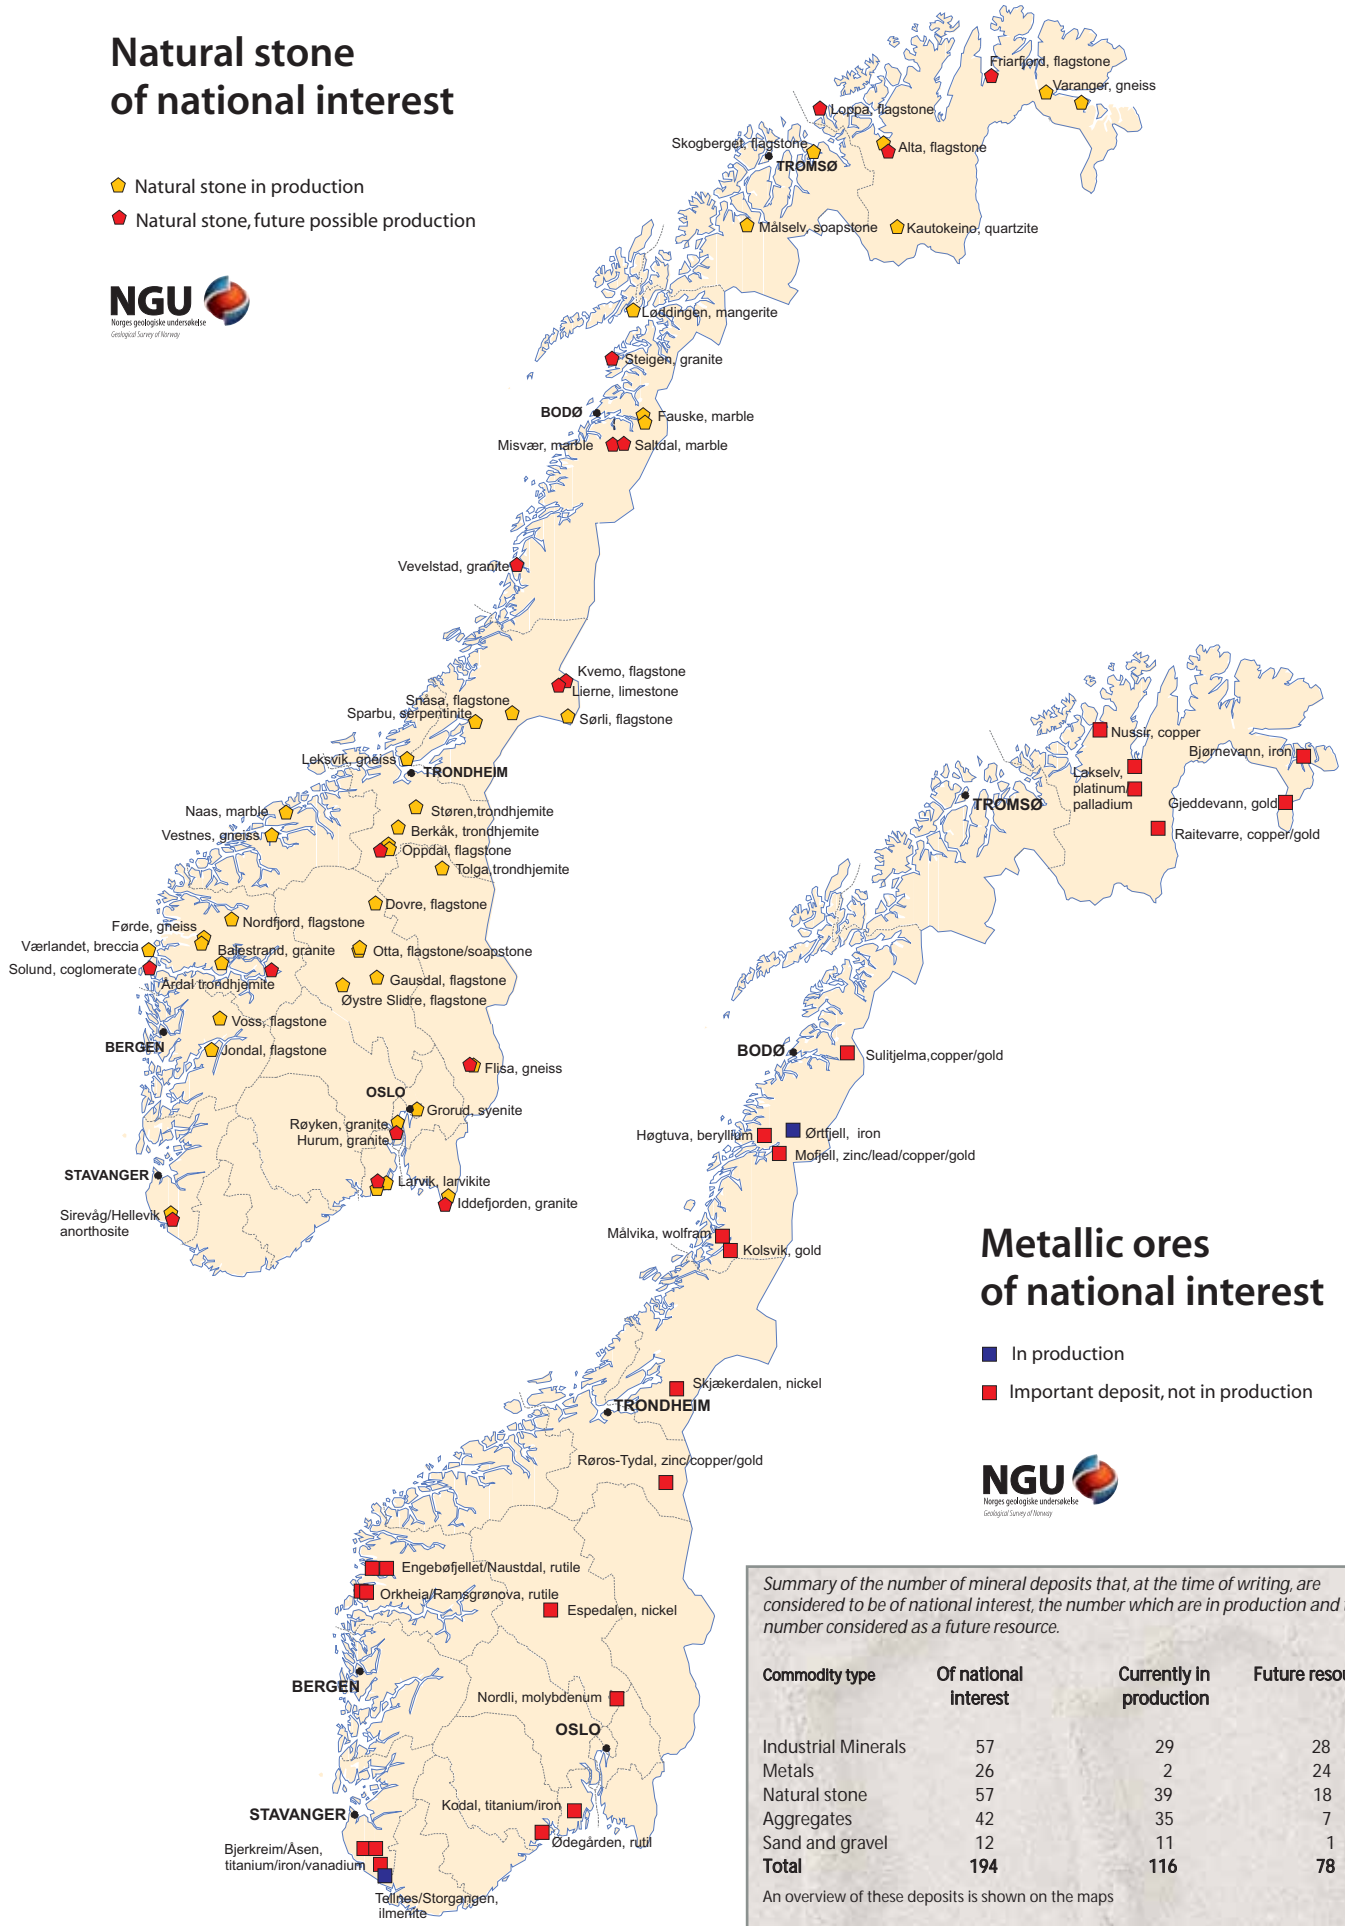 Natural stone
of national interest
Natural stone in production
Natural stone, future possible production
NGU
Norges geologiske undersøkelse
Geological Survey of Norway
Friarfjord, flagstone
Varanger, gneiss
Loppa, flagstone
Skogberget, flagstone
Alta, flagstone
TROMSØ
Målselv, soapstone
Kautokeino, quartzite
Løddingen, mangerite
Steigen, granite
BODØ
Fauske, marble
Misvær, marble
Saltdal, marble
Vevelstad, granite
Kvemo, flagstone
Lierne, limestone
Snåsa, flagstone
Sparbu, serpentinite
Sørli, flagstone
Leksvik, gneiss
TRONDHEIM
Naas, marble
Støren,trondhjemite
Vestnes, gneiss
Berkåk, trondhjemite
Oppdal, flagstone
Tolga,trondhjemite
Dovre, flagstone
Nordfjord, flagstone
Førde, gneiss
Værlandet, breccia
Balestrand, granite
Otta, flagstone/soapstone
Solund, coglomerate
Ardal trondhjemite
Gausdal, flagstone
Øystre Slidre, flagstone
Voss, flagstone
BERGEN
Jondal, flagstone
Flisa, gneiss
OSLO
Grorud, syenite
Røyken, granite
Hurum, granite
STAVANGER
Larvik, larvikite
Iddefjorden, granite
Sirevåg/Hellevik
anorthosite
Nussir, copper
Bjørnevann, iron
Lakselv,
platinum/
palladium
Gjeddevann, gold
TROMSØ
Raitevarre, copper/gold
BODØ
Sulitjelma,copper/gold
Høgtuva, beryllium
Ørtfjell, iron
Mofjell, zinc/lead/copper/gold
Målvika, wolfram
Kolsvik, gold
Metallic ores
of national interest
In production
Important deposit, not in production
NGU
Norges geologiske undersøkelse
Geological Survey of Norway
Skjækerdalen, nickel
TRONDHEIM
Røros-Tydal, zinc/copper/gold
Engebøfjellet/Naustdal, rutile
Orkheia/Ramsgrønova, rutile
Espedalen, nickel
BERGEN
Nordli, molybdenum
OSLO
STAVANGER
Kodal, titanium/iron
Ødegården, rutil
Bjerkreim/Åsen,
titanium/iron/vanadium
Tellnes/Storgangen,
ilmenite
Summary of the number of mineral deposits that, at the time of writing, are
considered to be of national interest, the number which are in production and
number considered as a future resource.
Commodity type Of national interest Currently in production Future
Industrial Minerals 57 29 28
Metals 26 2 24
Natural stone 57 39 18
Aggregates 42 35 7
Sand and gravel 12 11 1
Total 194 116 78
An overview of these deposits is shown on the maps